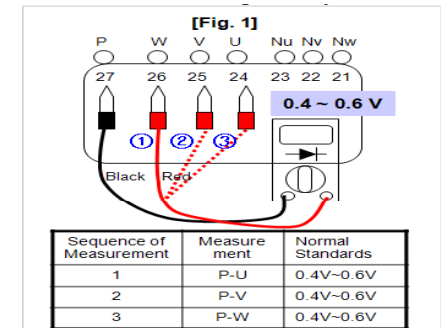 [Fig. 1]
P W V U Nu Nv Nw
27 26 25 24 23 22 21
0.4 ~ 0.6 V
① ② ③
Black Red
Sequence of Measurement Measure ment Normal Standards
1 P-U 0.4V~0.6V
2 P-V 0.4V~0.6V
3 P-W 0.4V~0.6V